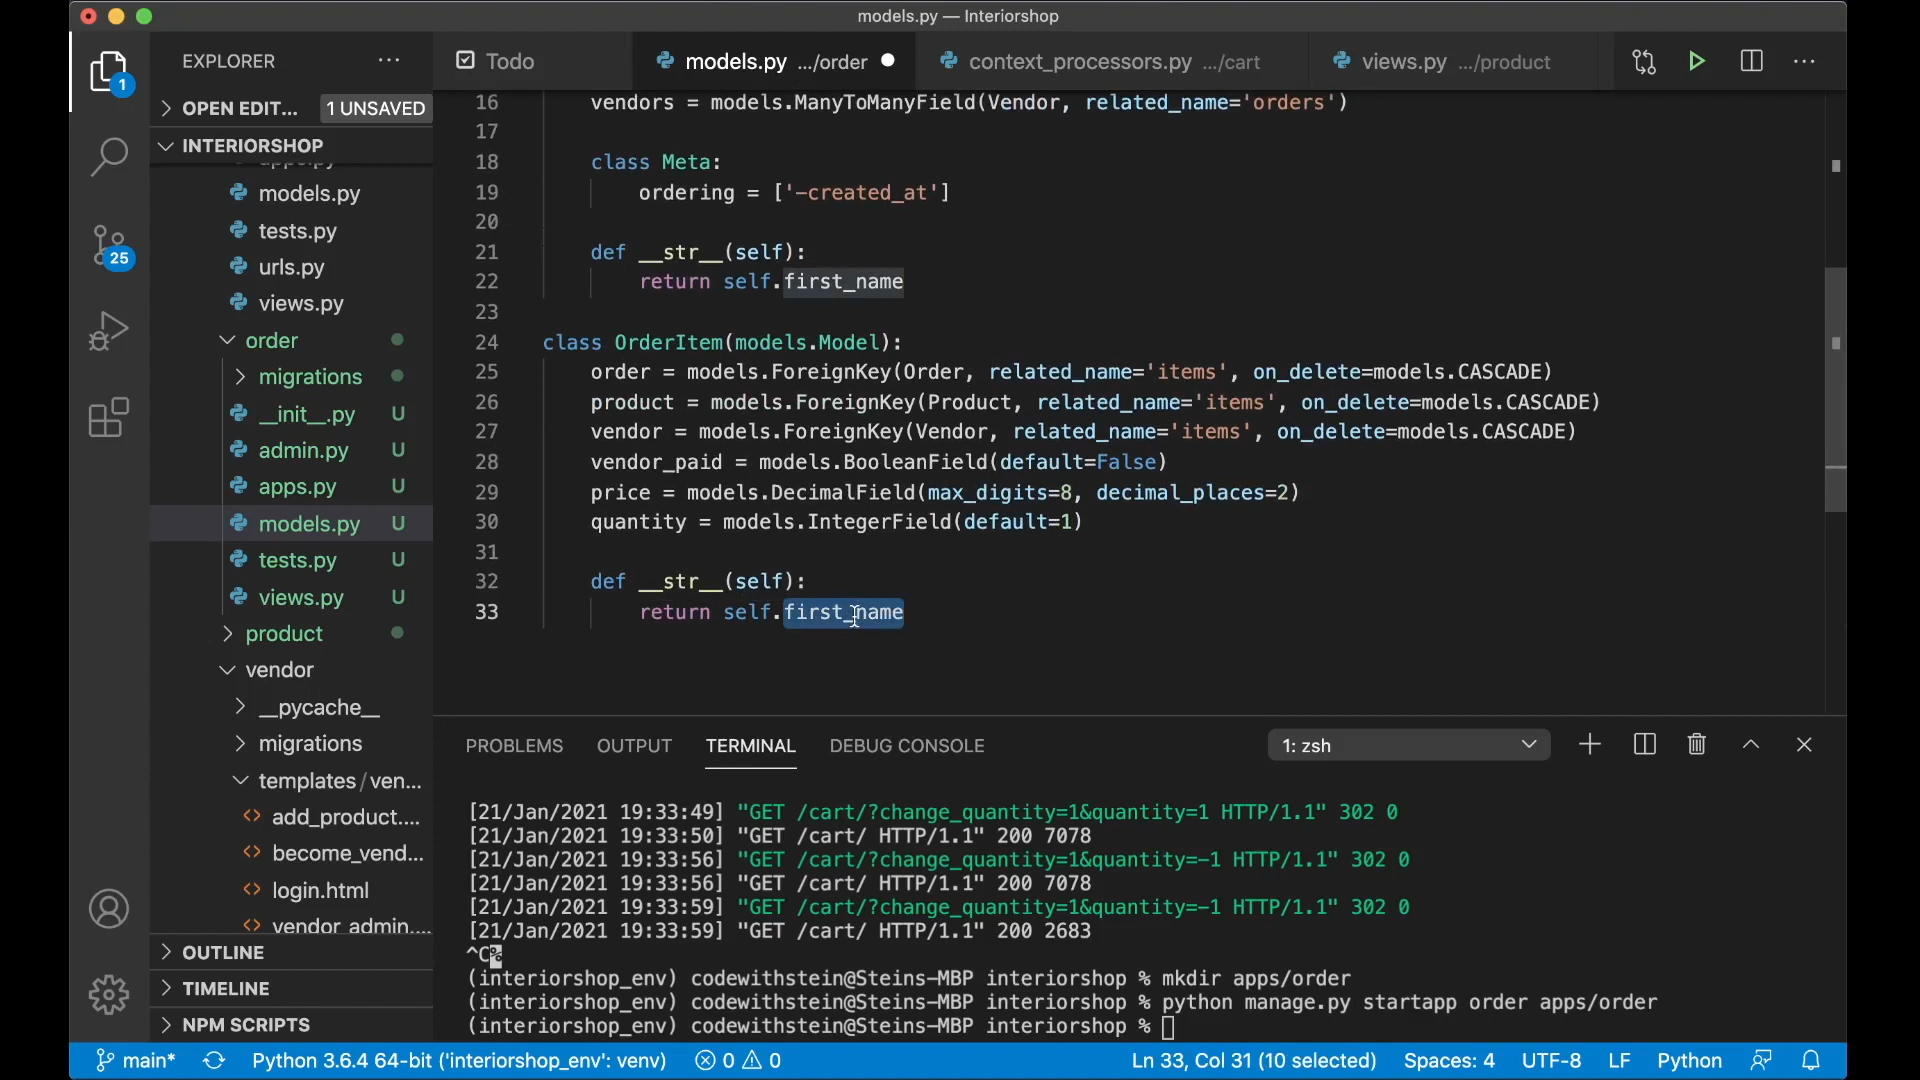 models.py — Interiorshop
EXPLORER
Todo
models.py .../order
context_processors.py .../cart
views.py .../product
1
OPEN EDIT... 1 UNSAVED
INTERIORSHOP
models.py
tests.py
urls.py
views.py
25
order
migrations
__init__.py U
admin.py U
apps.py U
models.py U
tests.py U
views.py U
product
vendor
__pycache__
migrations
templates/ven...
add_product....
become_vend...
login.html
vendor_admin....
OUTLINE
TIMELINE
NPM SCRIPTS
16 vendors = models.ManyToManyField(Vendor, related_name='orders')
17
18 class Meta:
19 ordering = ['-created_at']
20
21 def __str__(self):
22 return self.first_name
23
24 class OrderItem(models.Model):
25 order = models.ForeignKey(Order, related_name='items', on_delete=models.CASCADE)
26 product = models.ForeignKey(Product, related_name='items', on_delete=models.CASCADE)
27 vendor = models.ForeignKey(Vendor, related_name='items', on_delete=models.CASCADE)
28 vendor_paid = models.BooleanField(default=False)
29 price = models.DecimalField(max_digits=8, decimal_places=2)
30 quantity = models.IntegerField(default=1)
31
32 def __str__(self):
33 return self.first_name
PROBLEMS OUTPUT TERMINAL DEBUG CONSOLE
1: zsh
[21/Jan/2021 19:33:49] "GET /cart/?change_quantity=1&quantity=1 HTTP/1.1" 302 0
[21/Jan/2021 19:33:50] "GET /cart/ HTTP/1.1" 200 7078
[21/Jan/2021 19:33:56] "GET /cart/?change_quantity=1&quantity=-1 HTTP/1.1" 302 0
[21/Jan/2021 19:33:56] "GET /cart/ HTTP/1.1" 200 7078
[21/Jan/2021 19:33:59] "GET /cart/?change_quantity=1&quantity=-1 HTTP/1.1" 302 0
[21/Jan/2021 19:33:59] "GET /cart/ HTTP/1.1" 200 2683
^C%
(interiorshop_env) codewithstein@Steins-MBP interiorshop % mkdir apps/order
(interiorshop_env) codewithstein@Steins-MBP interiorshop % python manage.py startapp order apps/order
(interiorshop_env) codewithstein@Steins-MBP interiorshop %
main* Python 3.6.4 64-bit ('interiorshop_env': venv) 0 0 Ln 33, Col 31 (10 selected) Spaces: 4 UTF-8 LF Python